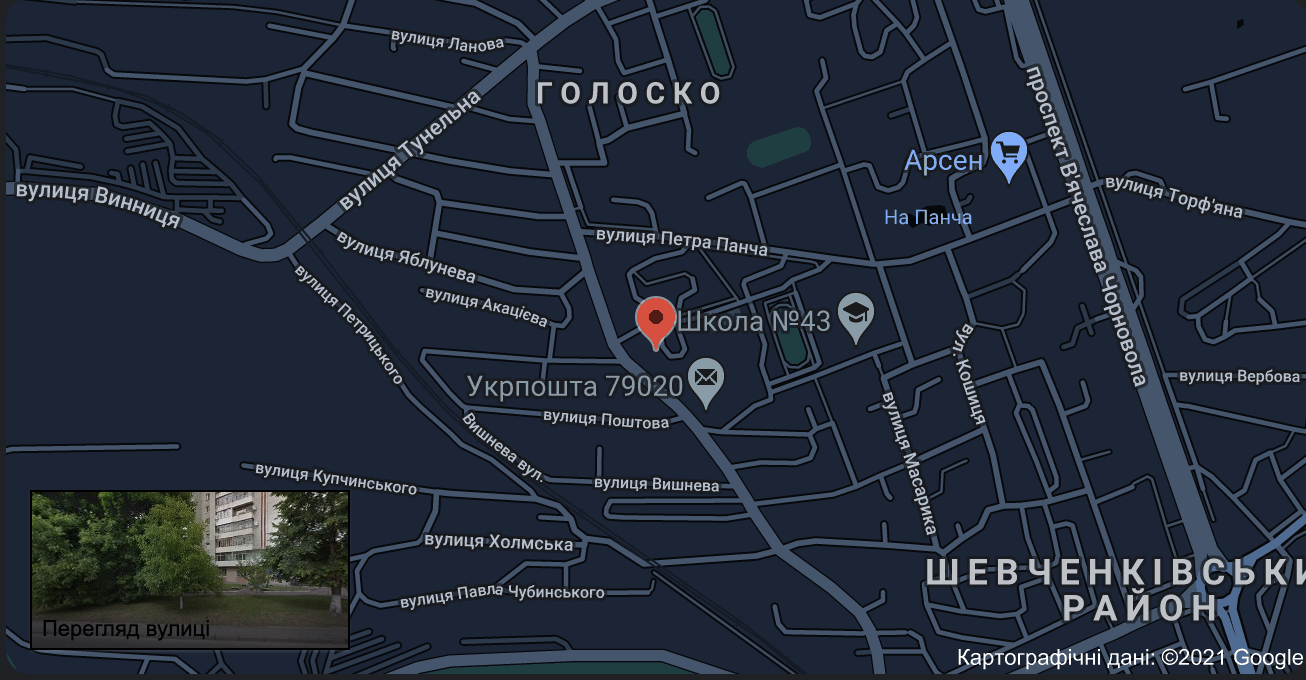 вулиця Ланова
ГОЛОСКО
вулиця Тунельна
проспект В'ячеслава Чорновола
Арсен
вулиця Торф'яна
вулиця Винниця
На Панча
вулиця Петра Панча
вулиця Яблунева
вулиця Акацієва
вулиця Петрицького
Школа №43
вул. Кошиця
вулиця Вербова
Укрпошта 79020
вулиця Поштова
вулиця Масарика
Вишнева вул.
вулиця Купчинського
вулиця Вишнева
вулиця Холмська
ШЕВЧЕНКІВСЬКИ
РАЙОН
вулиця Павла Чубинського
Перегляд вулиці
Картографічні дані: ©2021 Google